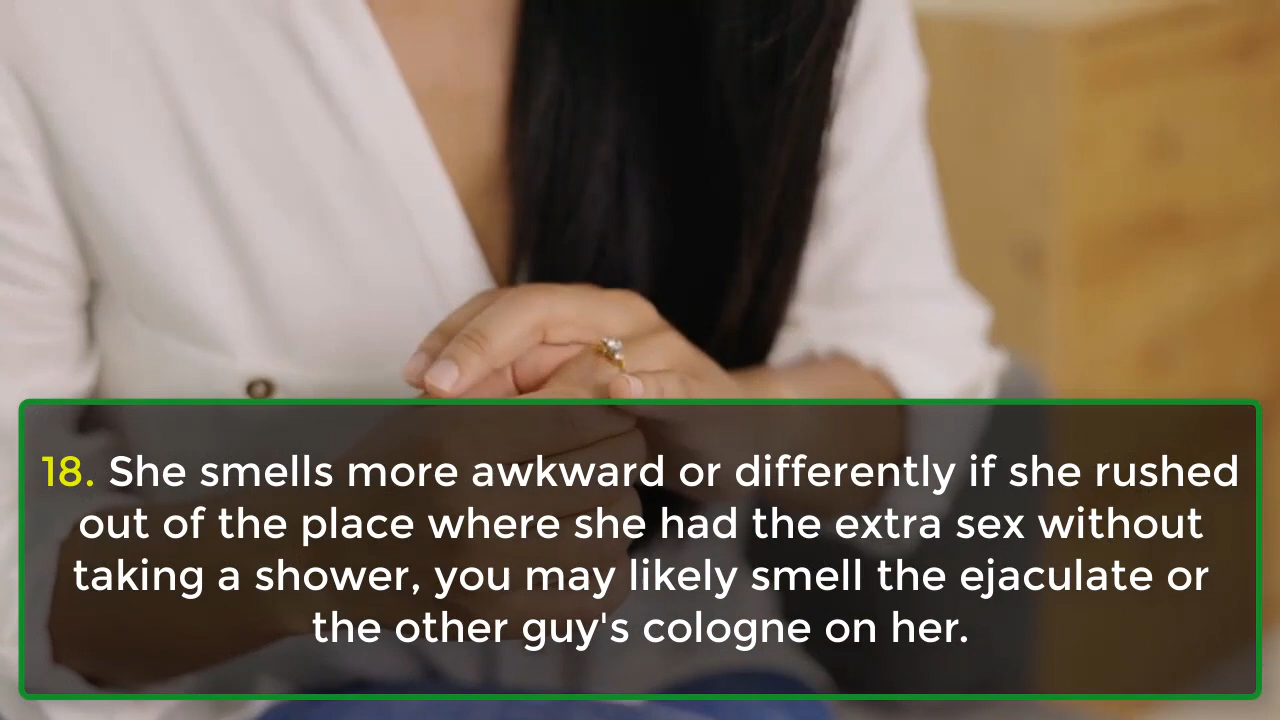 18. She smells more awkward or differently if she rushed
out of the place where she had the extra sex without
taking a shower, you may likely smell the ejaculate or
the other guy's cologne on her.